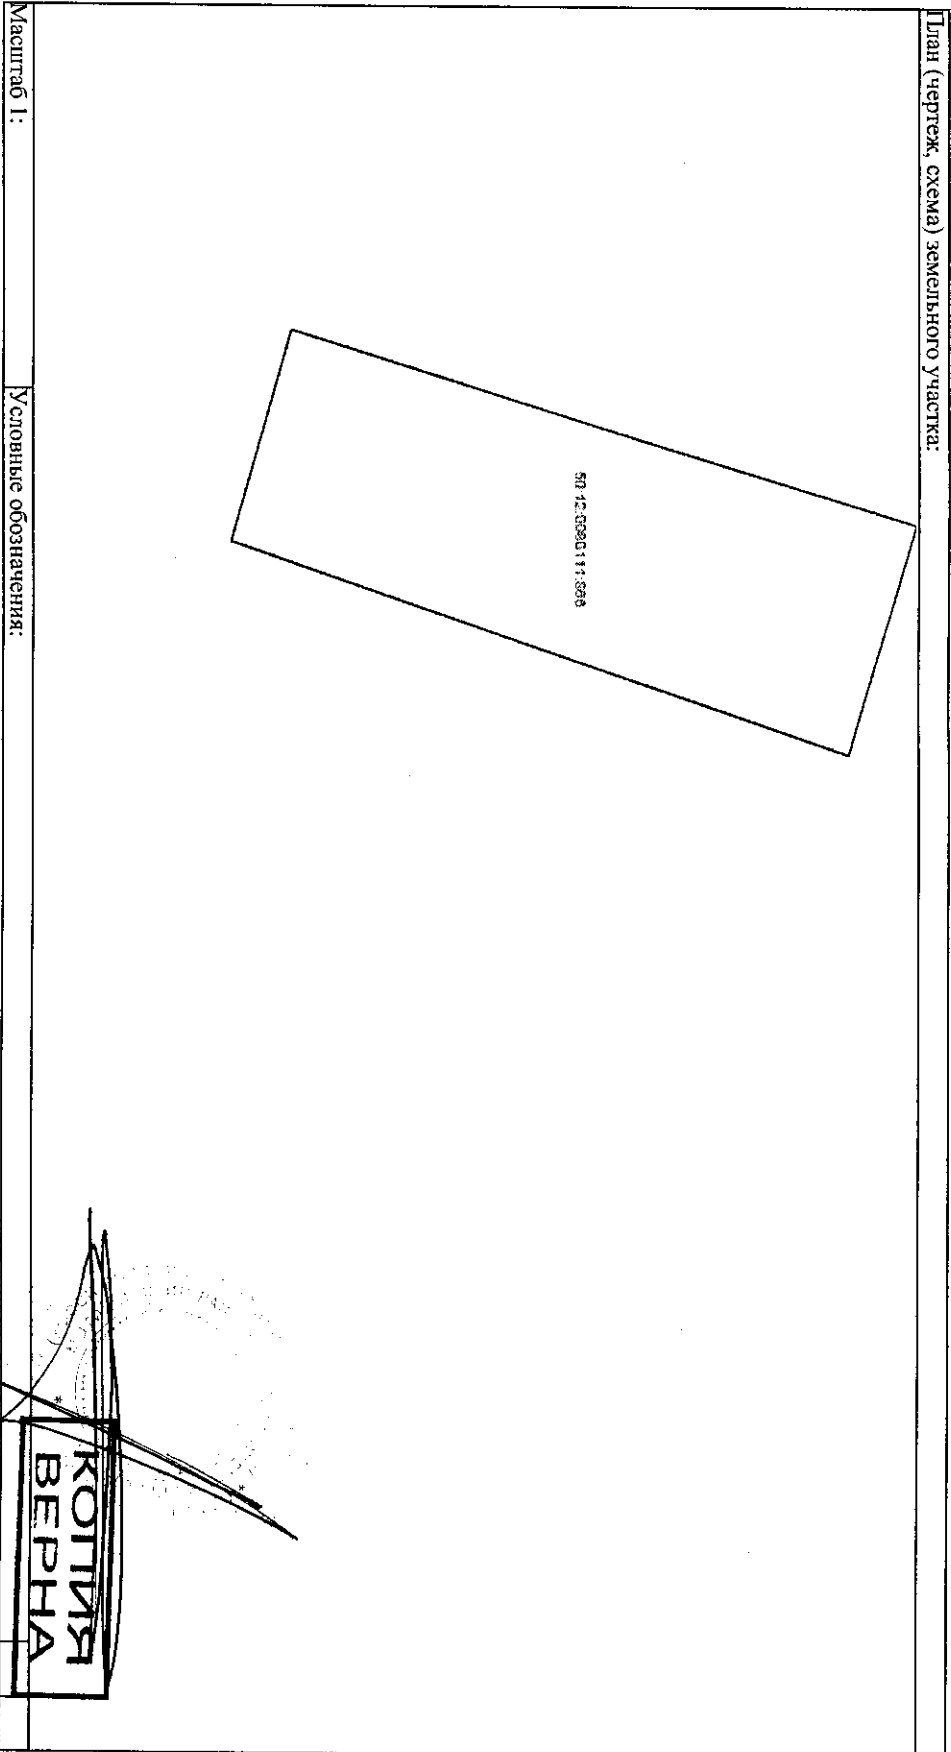 План (чертеж, схема) земельного участка:
Масштаб 1:
Условные обозначения:
КОПИЯ
ВЕРНА